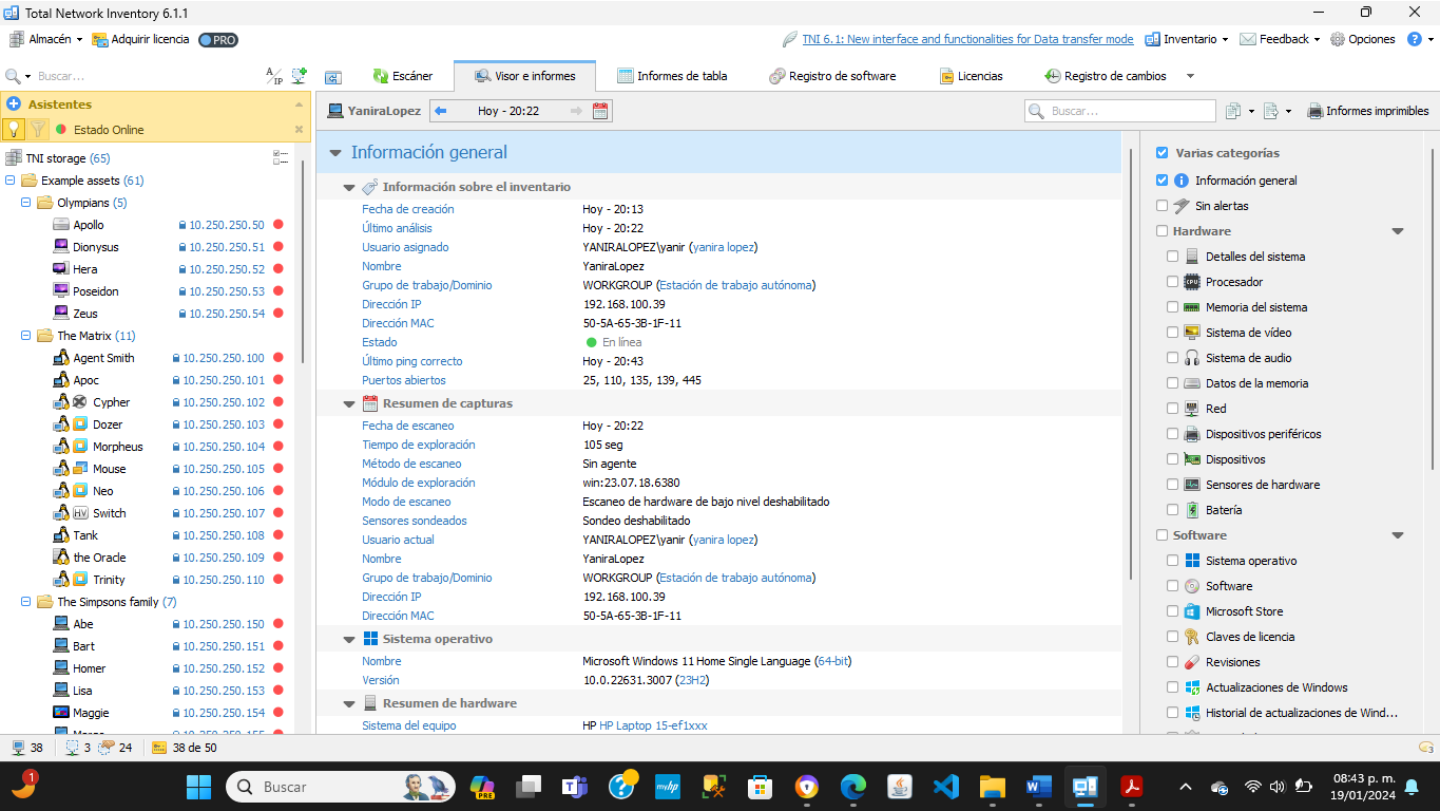 Total Network Inventory 6.1.1
Almacén Adquirir licencia PRO TNI 6.1: New interface and functionalities for Data transfer mode Inventario Feedback Opciones ?
Buscar... A/IP Escáner Visor e informes Informes de tabla Registro de software Licencias Registro de cambios
Asistentes
Estado Online
YaniraLopez Hoy - 20:22 Buscar... Informes imprimibles
TNI storage (65)
Example assets (61)
Olympians (5)
Apollo 10.250.250.50
Dionysus 10.250.250.51
Hera 10.250.250.52
Poseidon 10.250.250.53
Zeus 10.250.250.54
The Matrix (11)
Agent Smith 10.250.250.100
Apoc 10.250.250.101
Cypher 10.250.250.102
Dozer 10.250.250.103
Morpheus 10.250.250.104
Mouse 10.250.250.105
Neo 10.250.250.106
HV Switch 10.250.250.107
Tank 10.250.250.108
the Oracle 10.250.250.109
Trinity 10.250.250.110
The Simpsons family (7)
Abe 10.250.250.150
Bart 10.250.250.151
Homer 10.250.250.152
Lisa 10.250.250.153
Maggie 10.250.250.154
Información general
Información sobre el inventario
Fecha de creación Hoy - 20:13
Último análisis Hoy - 20:22
Usuario asignado YANIRALOPEZ\yanir (yanira lopez)
Nombre YaniraLopez
Grupo de trabajo/Dominio WORKGROUP (Estación de trabajo autónoma)
Dirección IP 192.168.100.39
Dirección MAC 50-5A-65-3B-1F-11
Estado En línea
Último ping correcto Hoy - 20:43
Puertos abiertos 25, 110, 135, 139, 445
Resumen de capturas
Fecha de escaneo Hoy - 20:22
Tiempo de exploración 105 seg
Método de escaneo Sin agente
Módulo de exploración win:23.07.18.6380
Modo de escaneo Escaneo de hardware de bajo nivel deshabilitado
Sensores sondeados Sondeo deshabilitado
Usuario actual YANIRALOPEZ\yanir (yanira lopez)
Nombre YaniraLopez
Grupo de trabajo/Dominio WORKGROUP (Estación de trabajo autónoma)
Dirección IP 192.168.100.39
Dirección MAC 50-5A-65-3B-1F-11
Sistema operativo
Nombre Microsoft Windows 11 Home Single Language (64-bit)
Versión 10.0.22631.3007 (23H2)
Resumen de hardware
Sistema del equipo HP HP Laptop 15-ef1xxx
Varias categorías
Información general
Sin alertas
Hardware
Detalles del sistema
Procesador
Memoria del sistema
Sistema de vídeo
Sistema de audio
Datos de la memoria
Red
Dispositivos periféricos
Dispositivos
Sensores de hardware
Batería
Software
Sistema operativo
Software
Microsoft Store
Claves de licencia
Revisiones
Actualizaciones de Windows
Historial de actualizaciones de Wind...
38 3 24 38 de 50 3
1 Buscar PRE myhp 08:43 p. m.
19/01/2024